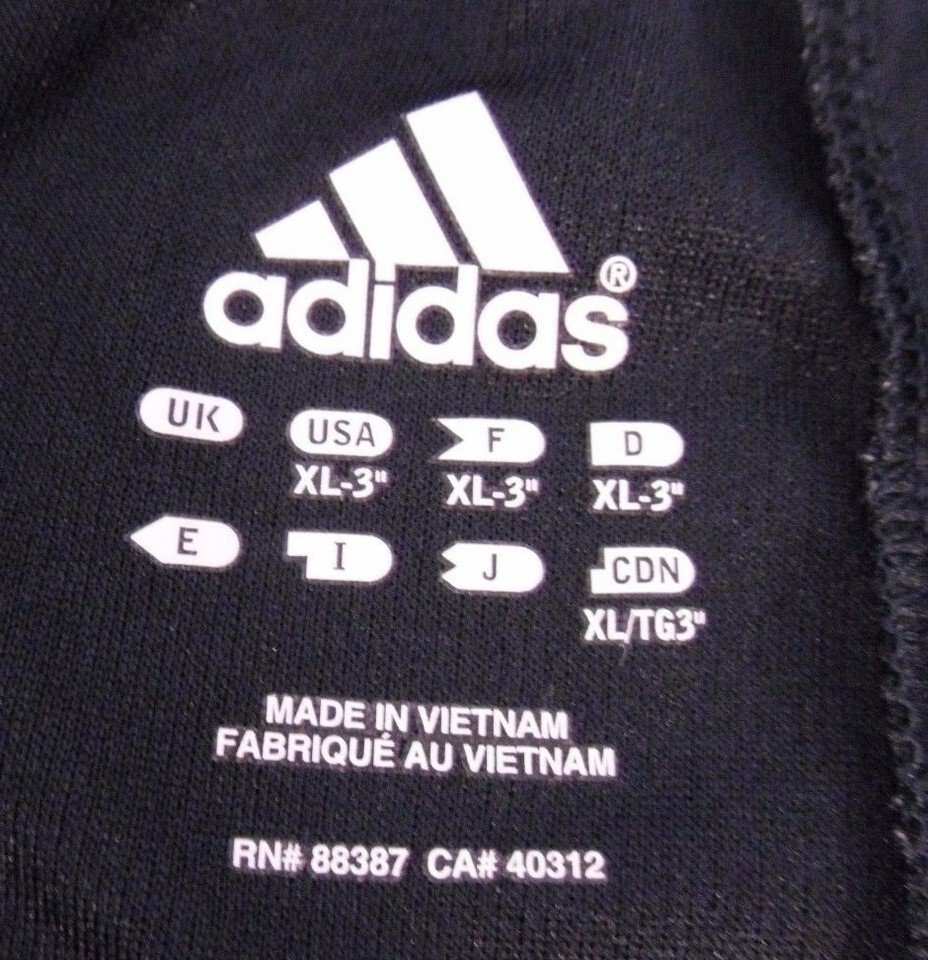 adidas®
UK USA F D
XL-3" XL-3" XL-3"
E I J CDN
XL/TG3"
MADE IN VIETNAM
FABRIQUÉ AU VIETNAM
RN# 88387 CA# 40312